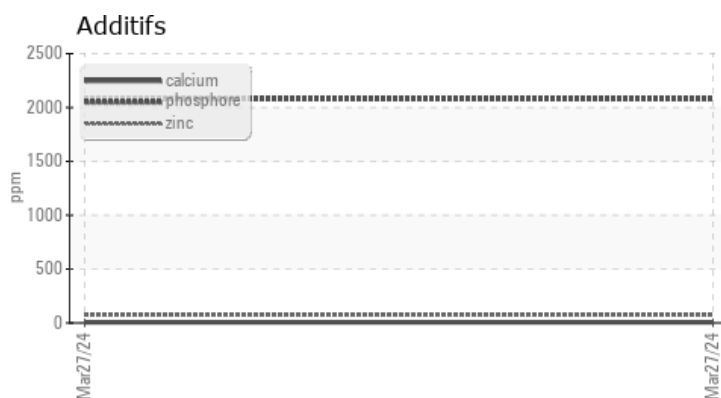 Additifs
2500
2000
1500
1000
500
0
ppm
calcium
phosphore
zinc
Mar27/24
Mar27/24